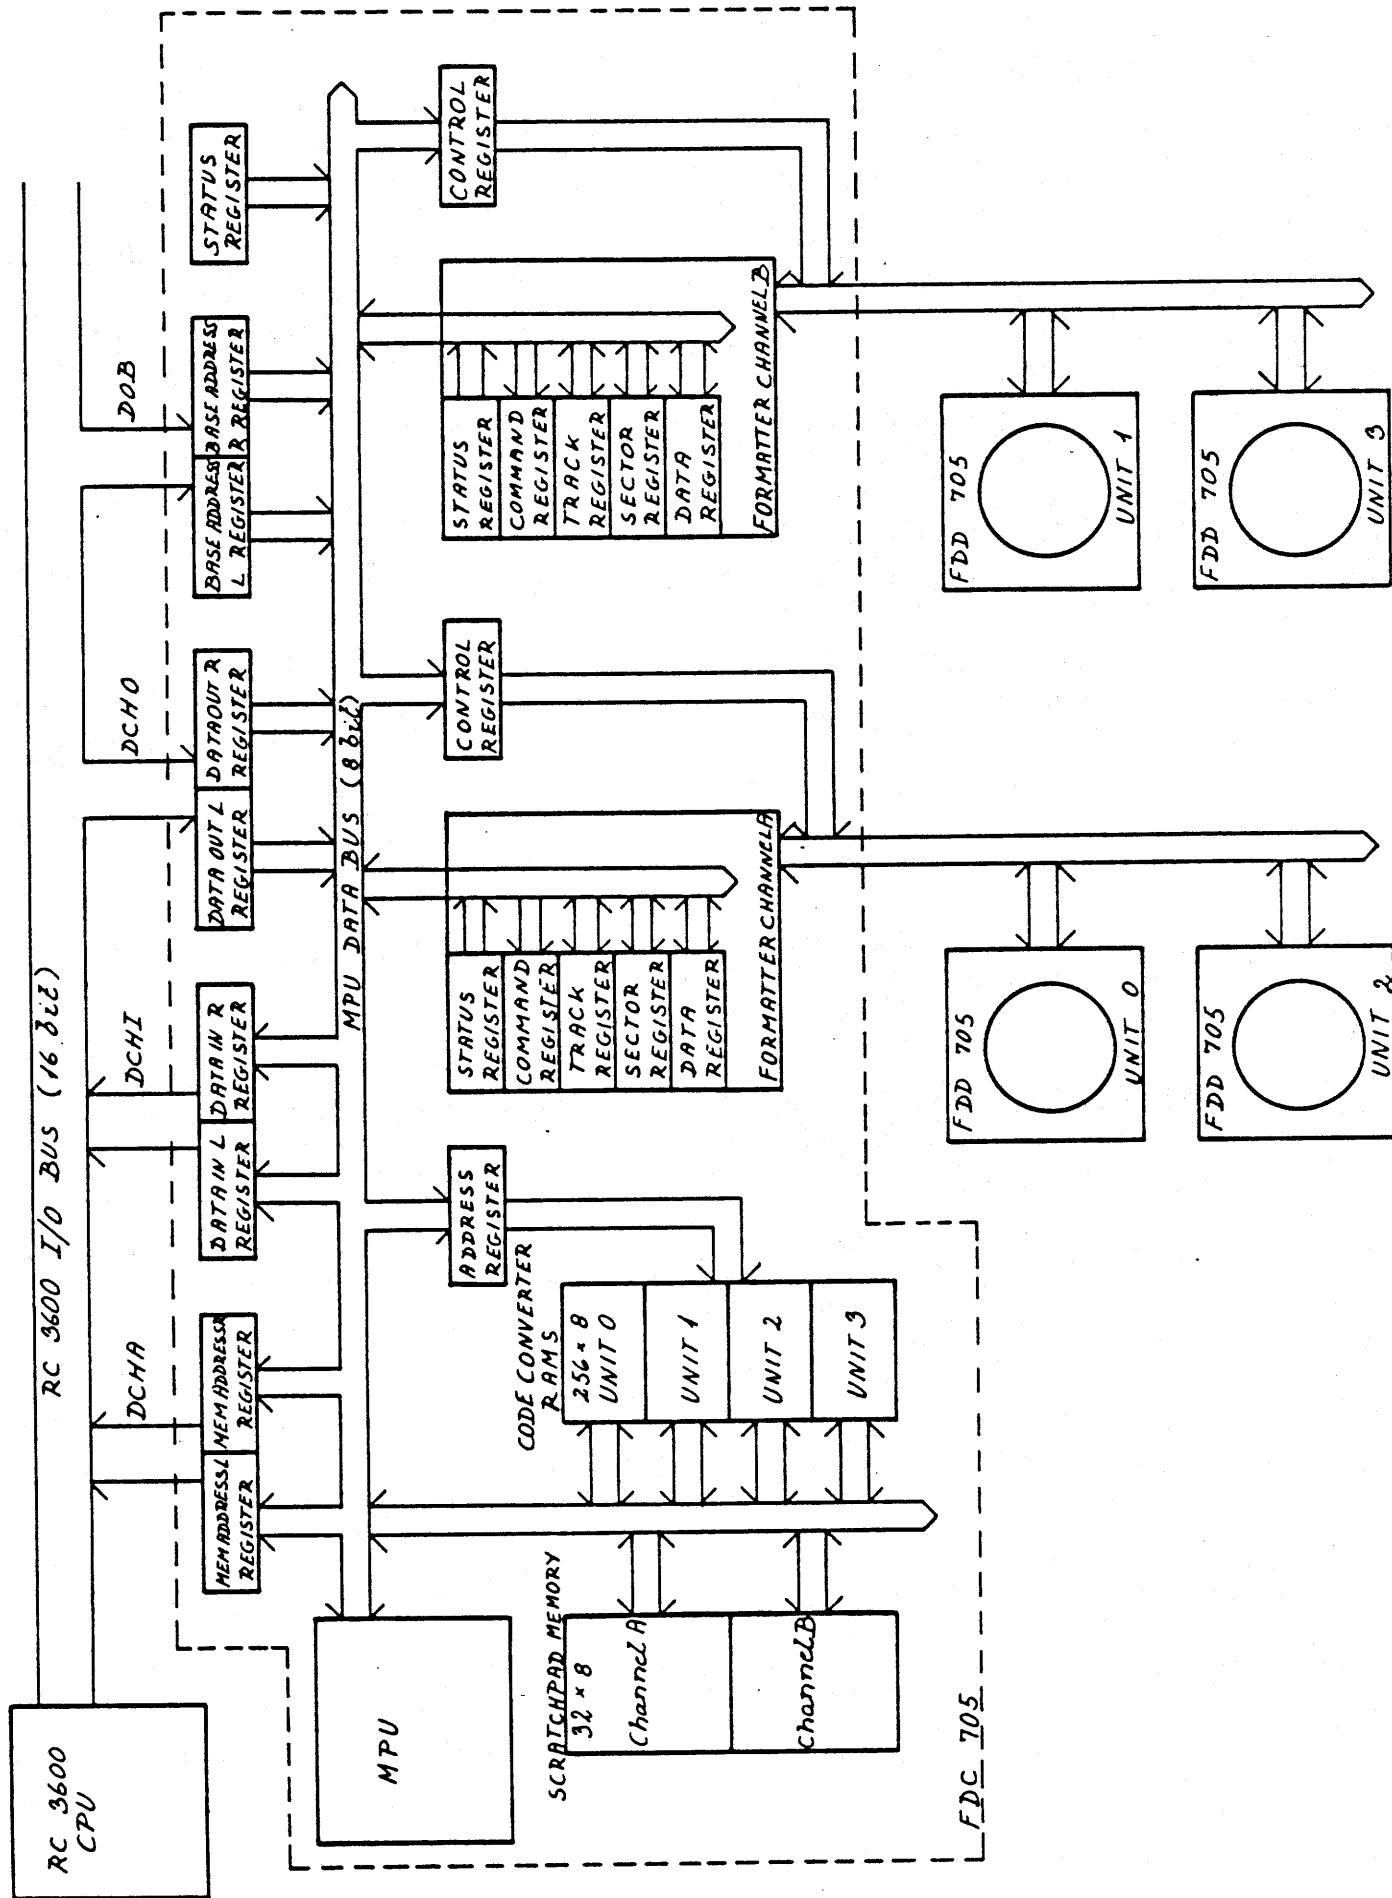 RC 3600
CPU
RC 3600 I/O BUS (16 bit)
DCHA
DCHI
DCHO
DOB
MEM ADDRESS L
REGISTER
MEM ADDRESS R
REGISTER
DATA IN L
REGISTER
DATA IN R
REGISTER
DATA OUT L
REGISTER
DATA OUT R
REGISTER
BASE ADDRESS
L REGISTER
BASE ADDRESS
R REGISTER
STATUS
REGISTER
MPU DATA BUS (8 bit)
MPU
ADDRESS
REGISTER
CONTROL
REGISTER
CONTROL
REGISTER
STATUS
REGISTER
COMMAND
REGISTER
TRACK
REGISTER
SECTOR
REGISTER
DATA
REGISTER
FORMATTER CHANNEL A
STATUS
REGISTER
COMMAND
REGISTER
TRACK
REGISTER
SECTOR
REGISTER
DATA
REGISTER
FORMATTER CHANNEL B
SCRATCHPAD MEMORY
32 × 8
Channel A
Channel B
CODE CONVERTER
RAMS
256 × 8
UNIT 0
UNIT 1
UNIT 2
UNIT 3
FDC 705
FDD 705
UNIT 0
FDD 705
UNIT 1
FDD 705
UNIT 2
FDD 705
UNIT 3